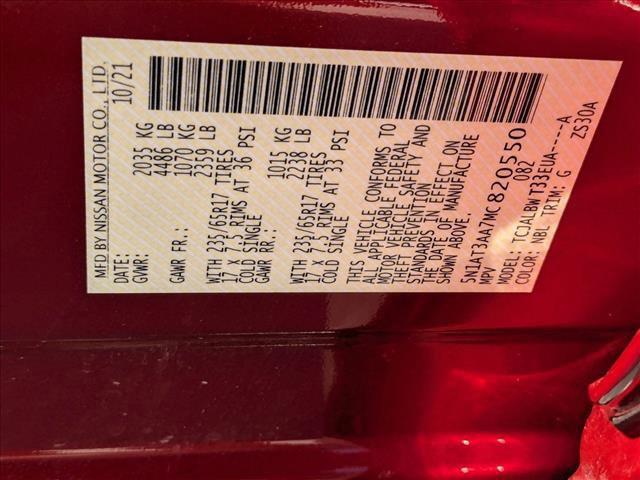 MFD BY NISSAN MOTOR CO., LTD.
DATE: 10/21
GVWR: 2035 KG
4486 LB
GAWR FR.: 1070 KG
2359 LB
WITH 235/65R17 TIRES
17 X 7.5 RIMS AT 36 PSI
COLD SINGLE
GAWR RR.: 1015 KG
2238 LB
WITH 235/65R17 TIRES
17 X 7.5 RIMS AT 33 PSI
COLD SINGLE
THIS VEHICLE CONFORMS TO
ALL APPLICABLE FEDERAL
MOTOR VEHICLE SAFETY AND
THEFT PREVENTION
STANDARDS IN EFFECT ON
THE DATE OF MANUFACTURE
SHOWN ABOVE.
5N1AT3AA7MC820550
MPV 082
MODEL: TCJALBW T33EUA-----A
COLOR: NBL TRIM: G ZS30A